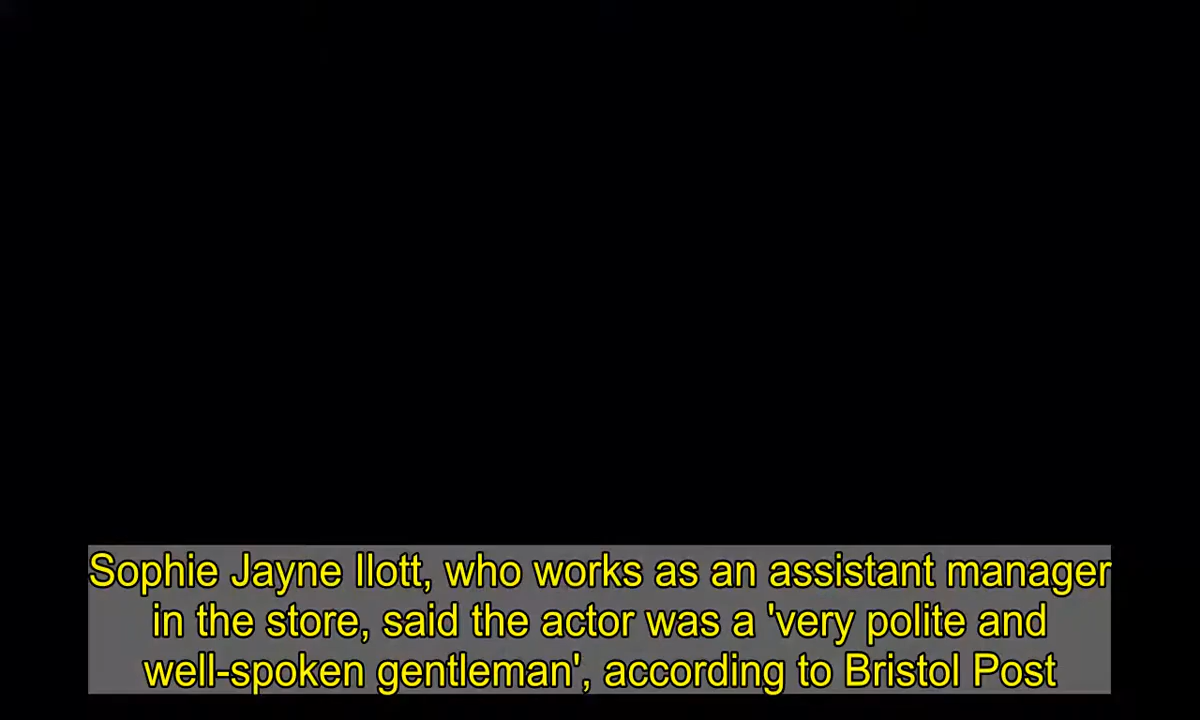 Sophie Jayne Ilott, who works as an assistant manager
in the store, said the actor was a 'very polite and
well-spoken gentleman', according to Bristol Post